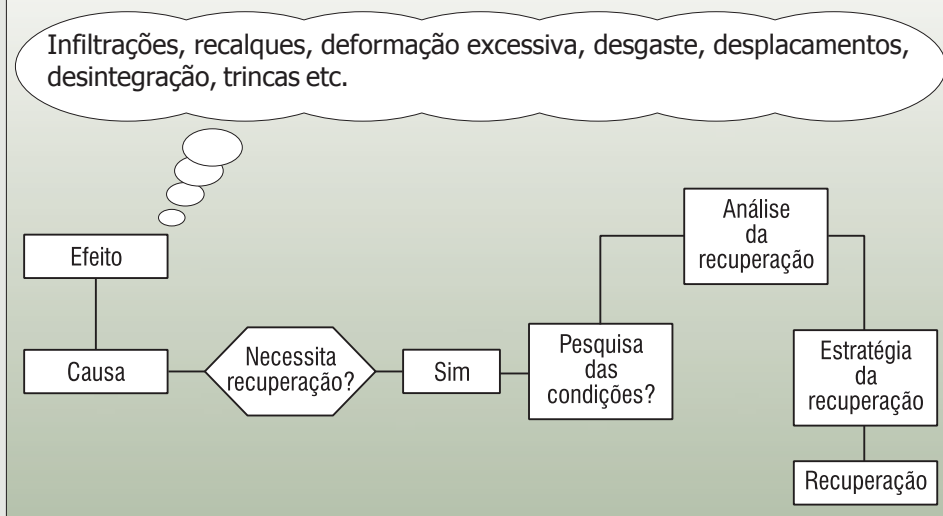 Infiltrações, recalques, deformação excessiva, desgaste, desplacamentos,
desintegração, trincas etc.
Efeito
Causa
Necessita
recuperação?
Sim
Pesquisa
das
condições?
Análise
da
recuperação
Estratégia
da
recuperação
Recuperação